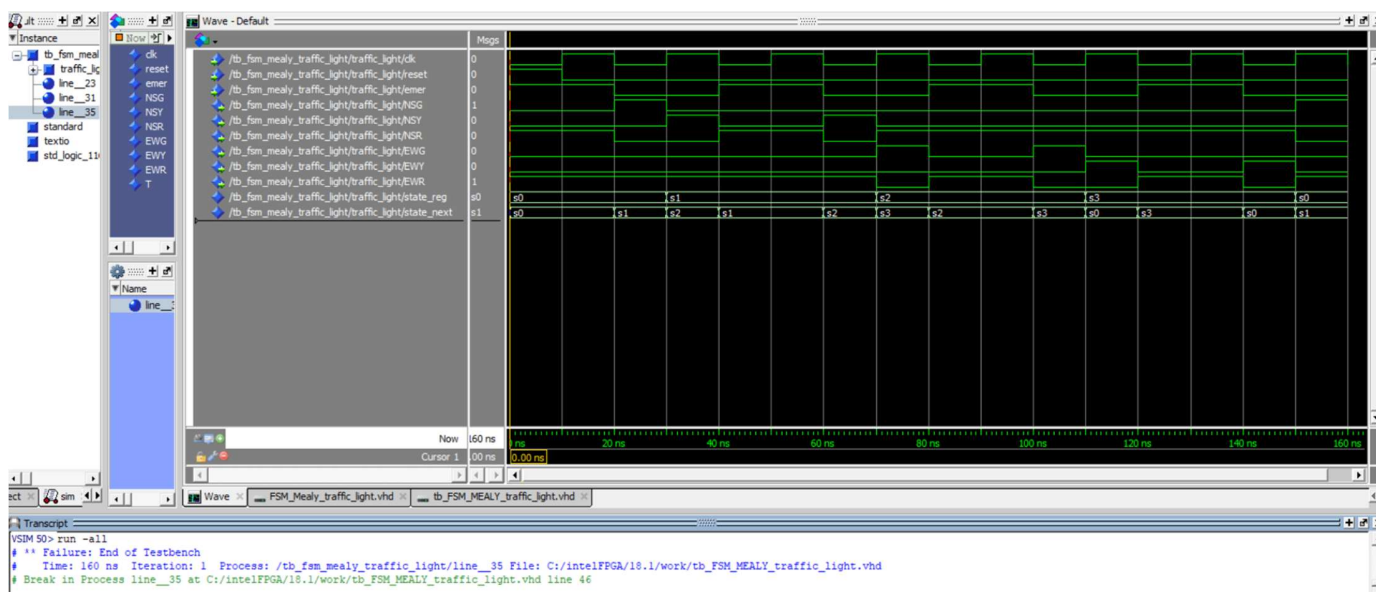 ult
Instance
tb_fsm_meal
traffic_lig
line__23
line__31
line__35
standard
textio
std_logic_11
Now
clk
reset
emer
NSG
NSY
NSR
EWG
EWY
EWR
T
Name
line__3
Wave - Default
Msgs
/tb_fsm_mealy_traffic_light/traffic_light/clk 0
/tb_fsm_mealy_traffic_light/traffic_light/reset 0
/tb_fsm_mealy_traffic_light/traffic_light/emer 0
/tb_fsm_mealy_traffic_light/traffic_light/NSG 1
/tb_fsm_mealy_traffic_light/traffic_light/NSY 0
/tb_fsm_mealy_traffic_light/traffic_light/NSR 0
/tb_fsm_mealy_traffic_light/traffic_light/EWG 0
/tb_fsm_mealy_traffic_light/traffic_light/EWY 0
/tb_fsm_mealy_traffic_light/traffic_light/EWR 1
/tb_fsm_mealy_traffic_light/traffic_light/state_reg s0 s0 s1 s2 s3 s0
/tb_fsm_mealy_traffic_light/traffic_light/state_next s1 s0 s1 s2 s1 s2 s3 s2 s3 s0 s3 s0 s1
Now 160 ns ns 20 ns 40 ns 60 ns 80 ns 100 ns 120 ns 140 ns 160 ns
Cursor 1 .00 ns 0.00 ns
ect sim Wave FSM_Mealy_traffic_light.vhd tb_FSM_MEALY_traffic_light.vhd
Transcript
VSIM 50> run -all
# ** Failure: End of Testbench
# Time: 160 ns Iteration: 1 Process: /tb_fsm_mealy_traffic_light/line__35 File: C:/intelFPGA/18.1/work/tb_FSM_MEALY_traffic_light.vhd
# Break in Process line__35 at C:/intelFPGA/18.1/work/tb_FSM_MEALY_traffic_light.vhd line 46